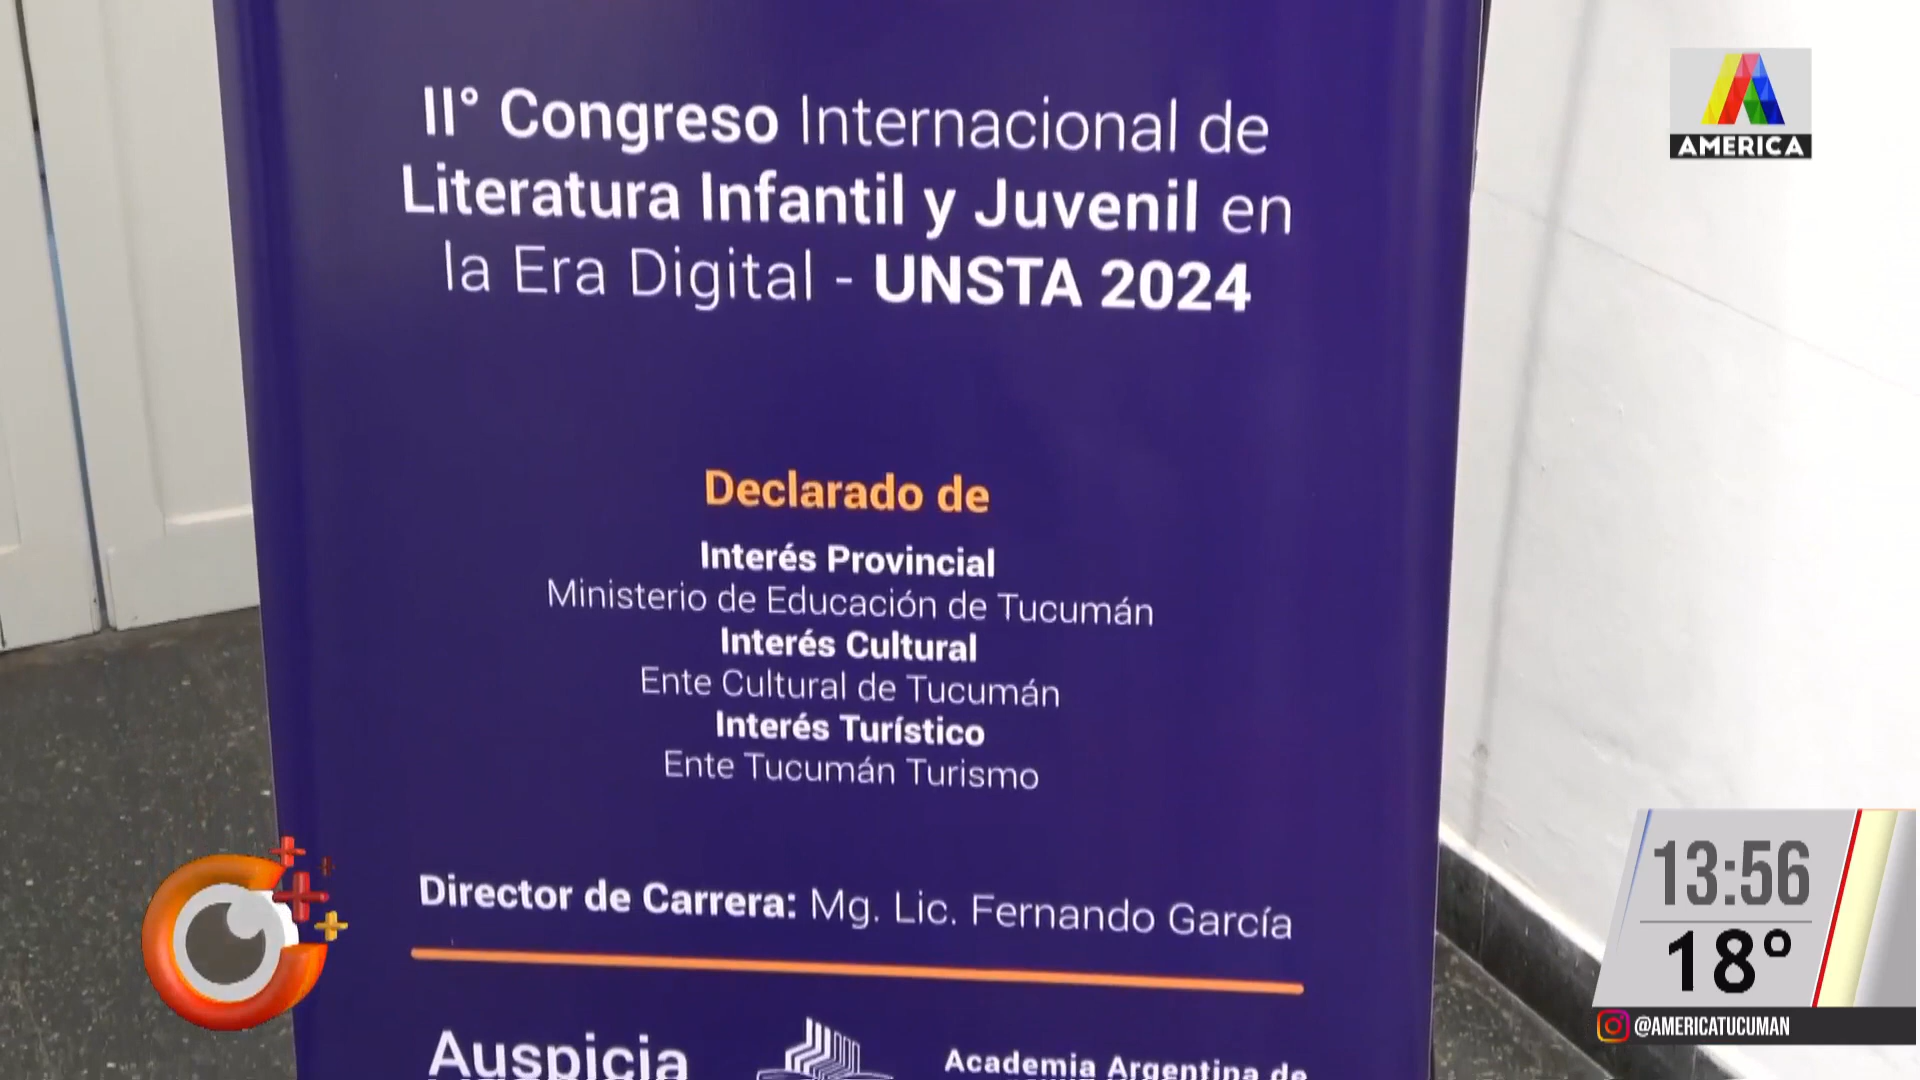 II° Congreso Internacional de
Literatura Infantil y Juvenil en
la Era Digital - UNSTA 2024
Declarado de
Interés Provincial
Ministerio de Educación de Tucumán
Interés Cultural
Ente Cultural de Tucumán
Interés Turístico
Ente Tucumán Turismo
Director de Carrera: Mg. Lic. Fernando García
Auspicia
Academia Argentina de
AMERICA
13:56
18°
@AMERICATUCUMAN